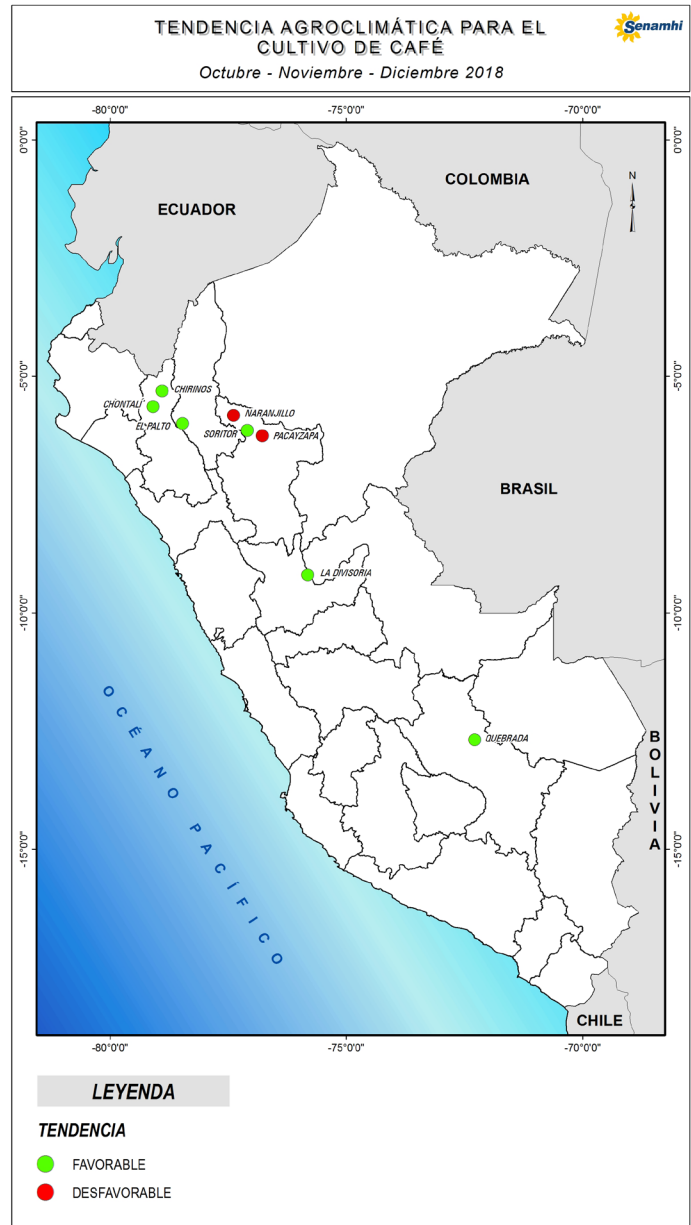 TENDENCIA AGROCLIMÁTICA PARA EL
CULTIVO DE CAFÉ
Octubre - Noviembre - Diciembre 2018
Senamhi
-80°0'0"
-75°0'0"
-70°0'0"
0°0'0"
0°0'0"
N
COLOMBIA
ECUADOR
-5°0'0"
-5°0'0"
CHIRINOS
CHONTALÍ
NARANJILLO
EL PALTO
SORITOR
PACAYZAPA
BRASIL
LA DIVISORIA
-10°0'0"
-10°0'0"
OCÉANO PACÍFICO
QUEBRADA
BOLIVIA
-15°0'0"
-15°0'0"
CHILE
-80°0'0"
-75°0'0"
-70°0'0"
LEYENDA
TENDENCIA
FAVORABLE
DESFAVORABLE